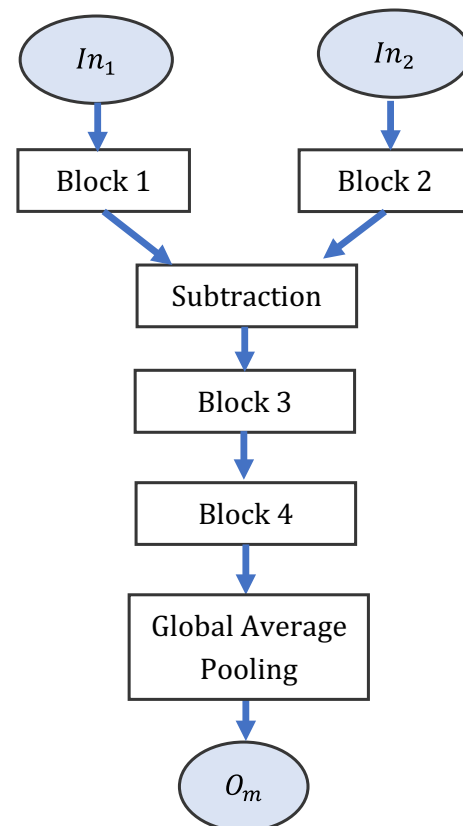 In₁
In₂
Block 1
Block 2
Subtraction
Block 3
Block 4
Global Average
Pooling
Oₘ